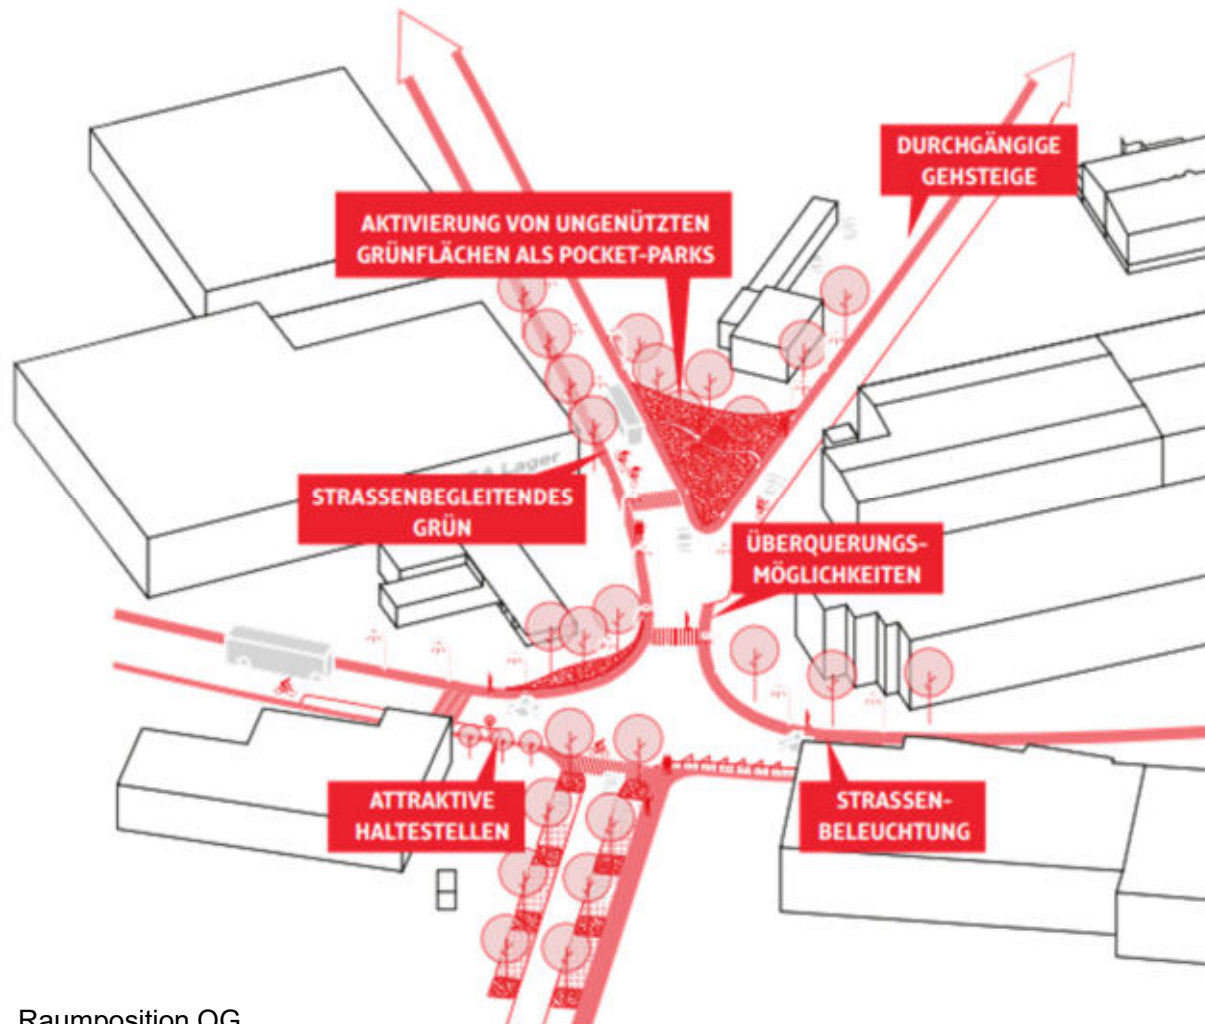 DURCHGÄNGIGE
GEHSTEIGE
AKTIVIERUNG VON UNGENÜTZTEN
GRÜNFLÄCHEN ALS POCKET-PARKS
Lager
STRASSENBEGLEITENDES
GRÜN
ÜBERQUERUNGS-
MÖGLICHKEITEN
ATTRAKTIVE
HALTESTELLEN
STRASSEN-
BELEUCHTUNG
Raumposition OG